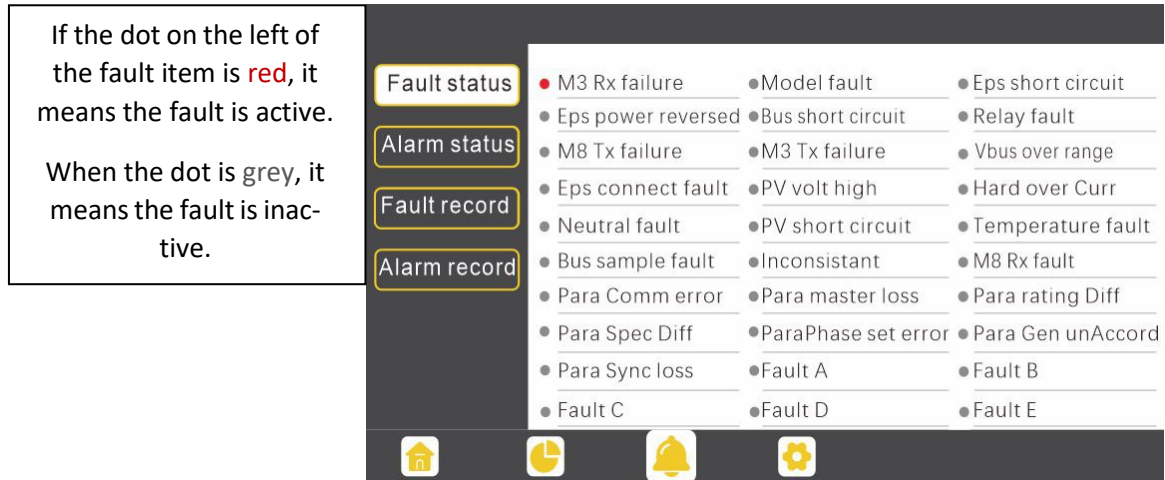 If the dot on the left of
the fault item is red, it
means the fault is active.
When the dot is grey, it
means the fault is inac-
tive.
Fault status
Alarm status
Fault record
Alarm record
M3 Rx failure Model fault Eps short circuit
Eps power reversed Bus short circuit Relay fault
M8 Tx failure M3 Tx failure Vbus over range
Eps connect fault PV volt high Hard over Curr
Neutral fault PV short circuit Temperature fault
Bus sample fault Inconsistant M8 Rx fault
Para Comm error Para master loss Para rating Diff
Para Spec Diff ParaPhase set error Para Gen unAccord
Para Sync loss Fault A Fault B
Fault C Fault D Fault E